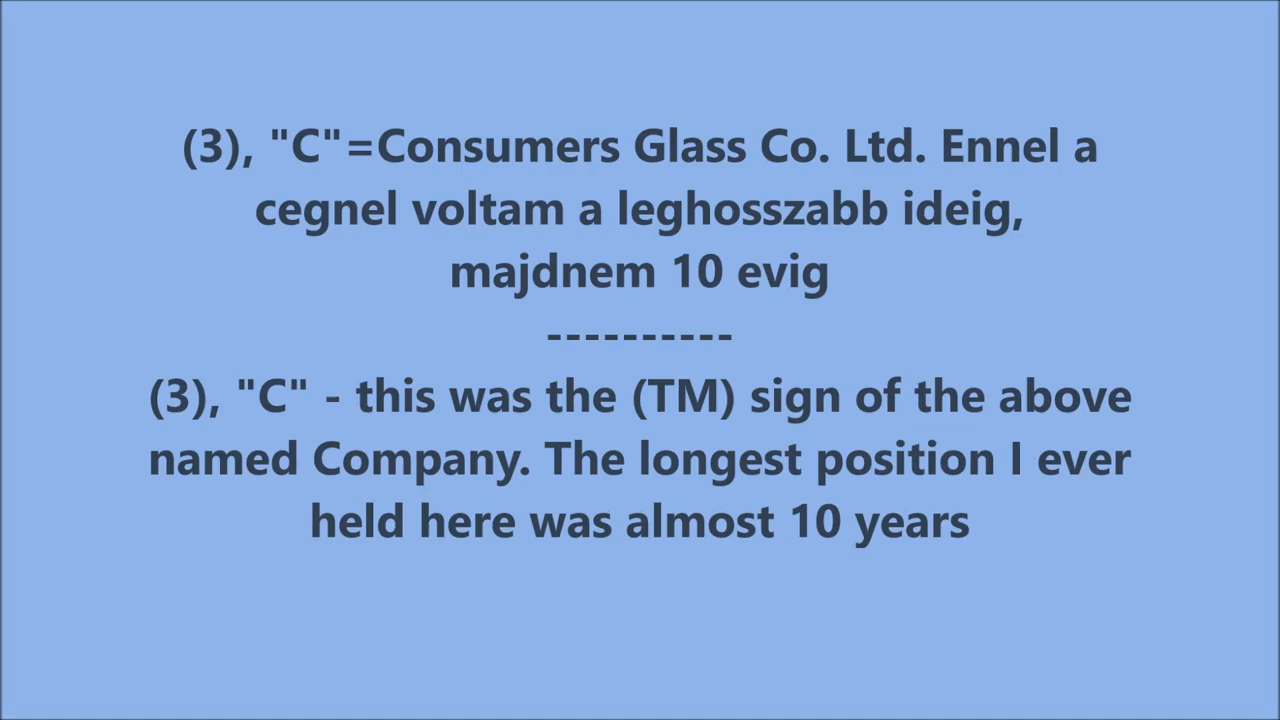 (3), "C"=Consumers Glass Co. Ltd. Ennel a
cegnel voltam a leghosszabb ideig,
majdnem 10 evig
----------
(3), "C" - this was the (TM) sign of the above
named Company. The longest position I ever
held here was almost 10 years